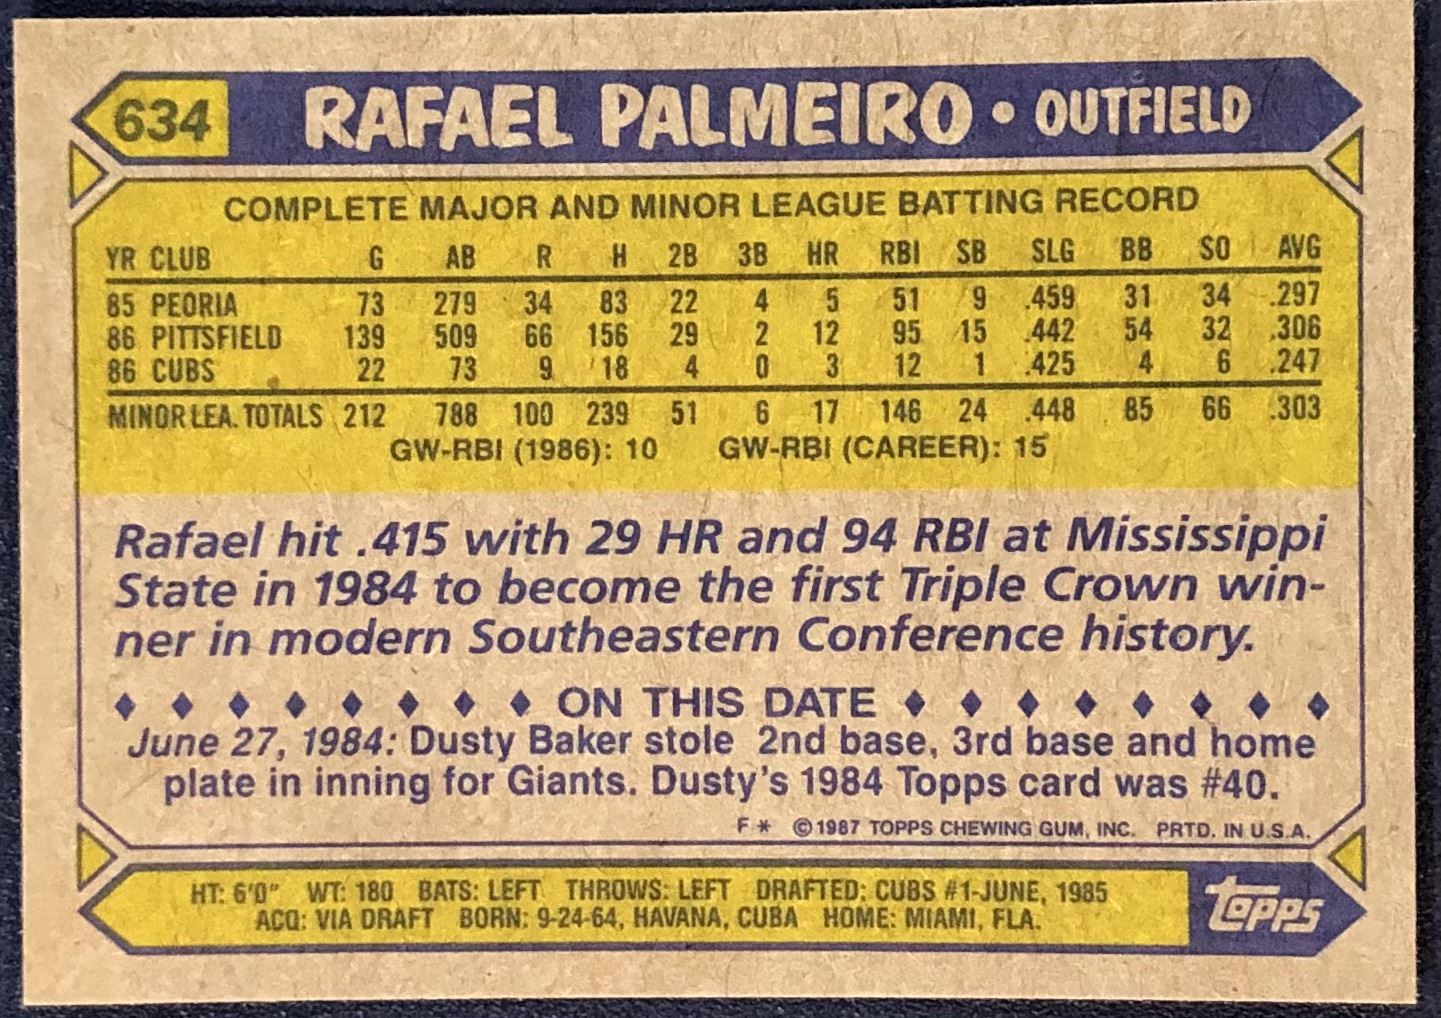 634 RAFAEL PALMEIRO • OUTFIELD
COMPLETE MAJOR AND MINOR LEAGUE BATTING RECORD
YR CLUB G AB R H 2B 3B HR RBI SB SLG BB SO AVG
85 PEORIA 73 279 34 83 22 4 5 51 9 .459 31 34 .297
86 PITTSFIELD 139 509 66 156 29 2 12 95 15 .442 54 32 .306
86 CUBS 22 73 9 18 4 0 3 12 1 .425 4 6 .247
MINOR LEA. TOTALS 212 788 100 239 51 6 17 146 24 .448 85 66 .303
GW-RBI (1986): 10 GW-RBI (CAREER): 15
Rafael hit .415 with 29 HR and 94 RBI at Mississippi
State in 1984 to become the first Triple Crown win-
ner in modern Southeastern Conference history.
♦ ♦ ♦ ♦ ♦ ♦ ♦ ♦ ON THIS DATE ♦ ♦ ♦ ♦ ♦ ♦ ♦ ♦
June 27, 1984: Dusty Baker stole 2nd base, 3rd base and home
plate in inning for Giants. Dusty's 1984 Topps card was #40.
F * ©1987 TOPPS CHEWING GUM, INC. PRTD. IN U.S.A.
HT: 6'0" WT: 180 BATS: LEFT THROWS: LEFT DRAFTED: CUBS #1-JUNE, 1985
ACQ: VIA DRAFT BORN: 9-24-64, HAVANA, CUBA HOME: MIAMI, FLA.
topps